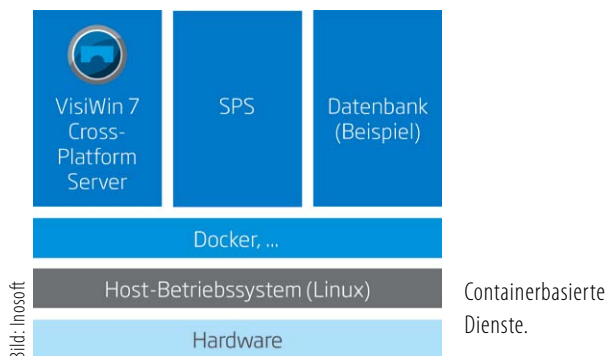 VisiWin 7
Cross-
Platform
Server
SPS
Datenbank
(Beispiel)
Docker, ...
Host-Betriebssystem (Linux)
Hardware
Bild: Inosoft
Containerbasierte
Dienste.